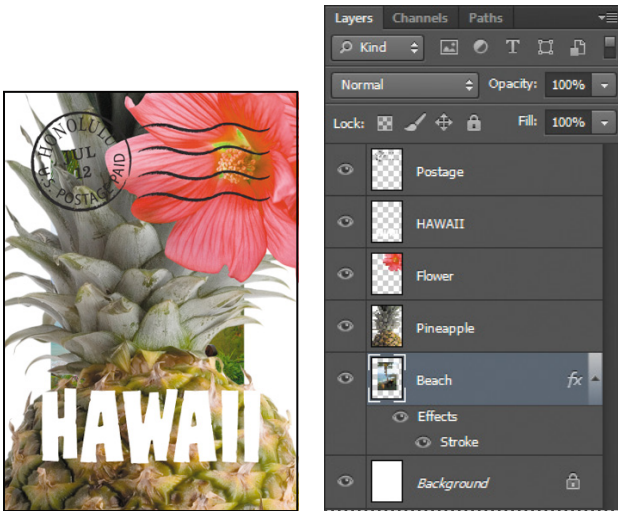 HONOLULU
JUL
12
U.S. POSTAGE PAID
HAWAII
Layers Channels Paths
Kind
Normal Opacity: 100%
Lock: Fill: 100%
Postage
HAWAII
Flower
Pineapple
Beach fx
Effects
Stroke
Background